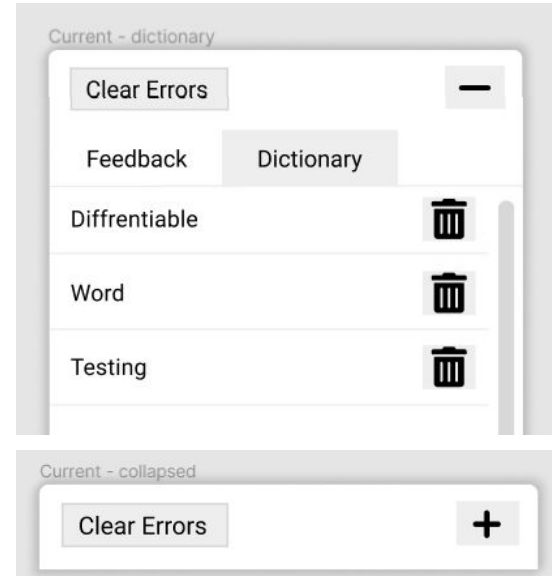 Current - dictionary
Clear Errors
Feedback Dictionary
Diffrentiable
Word
Testing
Current - collapsed
Clear Errors